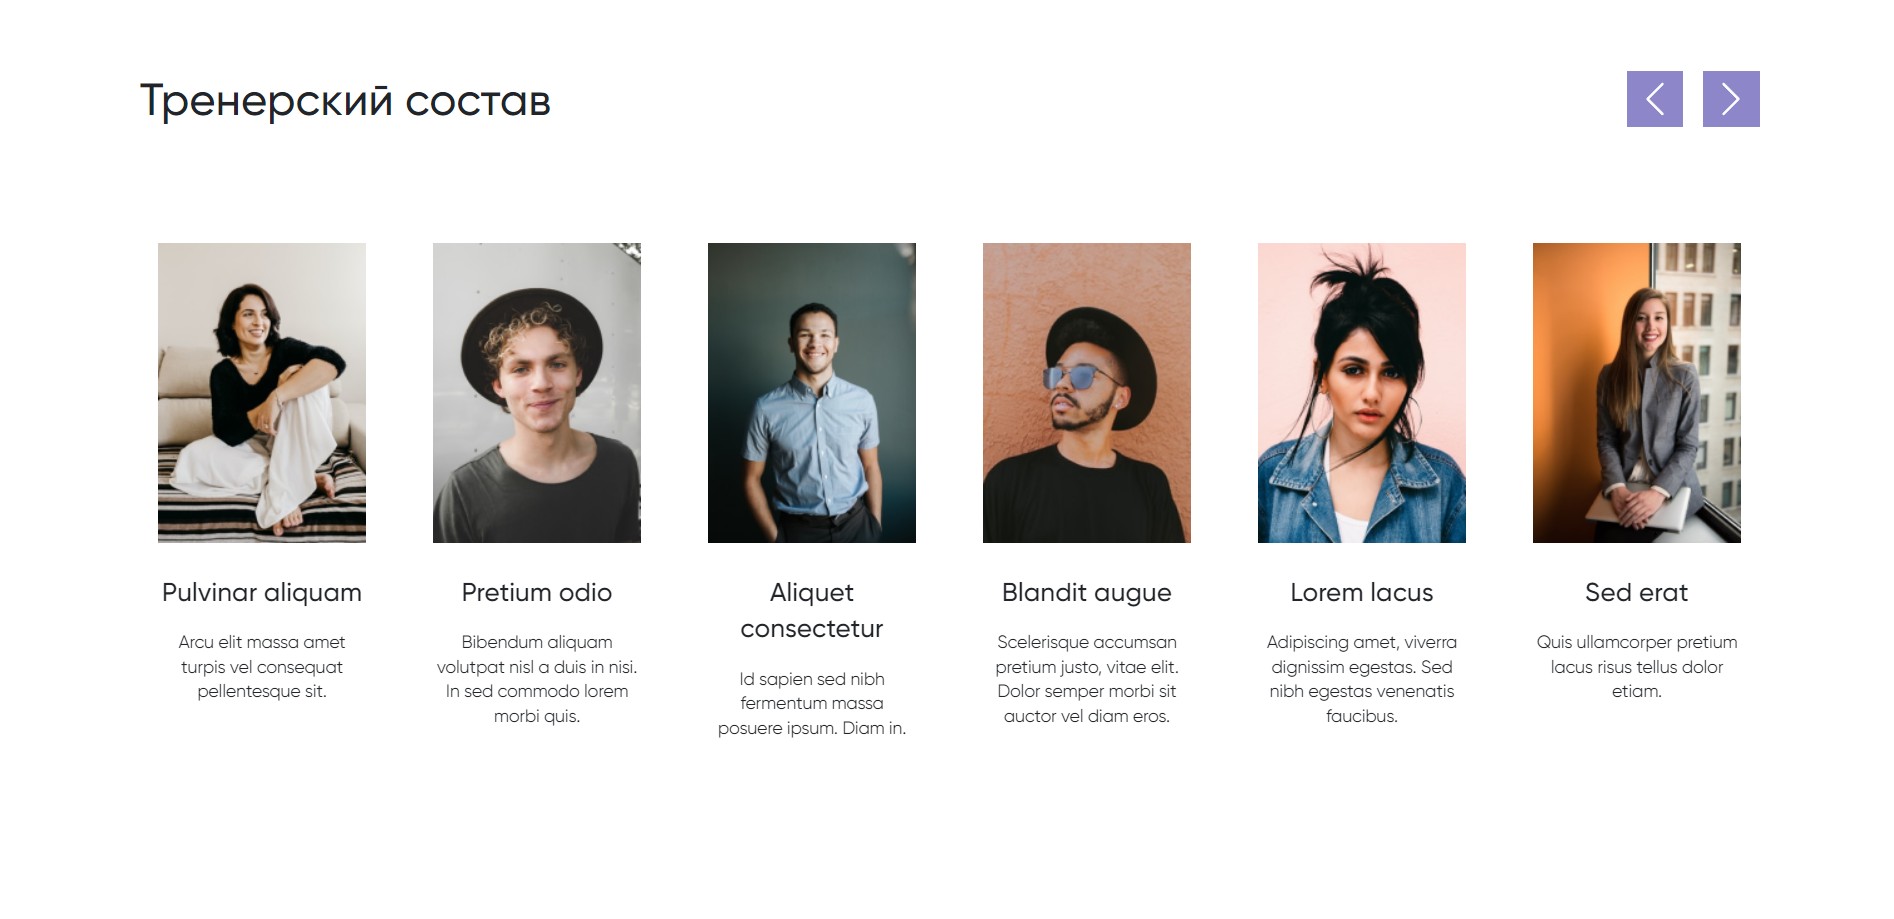 Тренерский состав
Pulvinar aliquam
Arcu elit massa amet
turpis vel consequat
pellentesque sit.
Pretium odio
Bibendum aliquam
volutpat nisl a duis in nisi.
In sed commodo lorem
morbi quis.
Aliquet
consectetur
Id sapien sed nibh
fermentum massa
posuere ipsum. Diam in.
Blandit augue
Scelerisque accumsan
pretium justo, vitae elit.
Dolor semper morbi sit
auctor vel diam eros.
Lorem lacus
Adipiscing amet, viverra
dignissim egestas. Sed
nibh egestas venenatis
faucibus.
Sed erat
Quis ullamcorper pretium
lacus risus tellus dolor
etiam.